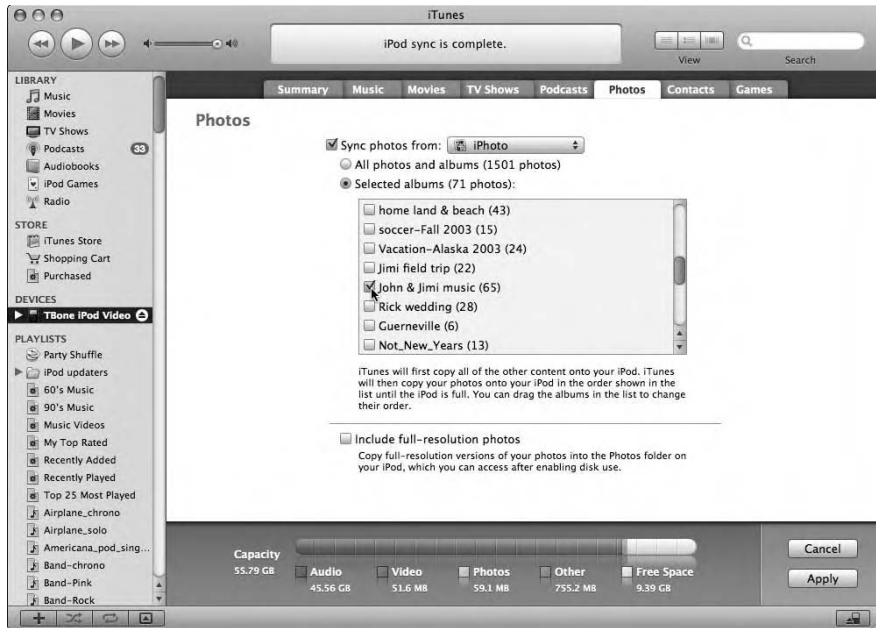 iTunes
iPod sync is complete.
View
Search
LIBRARY
Music
Movies
TV Shows
Podcasts 33
Audiobooks
iPod Games
Radio
STORE
iTunes Store
Shopping Cart
Purchased
DEVICES
TBone iPod Video
PLAYLISTS
Party Shuffle
iPod updaters
60's Music
90's Music
Music Videos
My Top Rated
Recently Added
Recently Played
Top 25 Most Played
Airplane_chrono
Airplane_solo
Americana_pod_sing...
Band-chrono
Band-Pink
Band-Rock
Summary Music Movies TV Shows Podcasts Photos Contacts Games
Photos
Sync photos from: iPhoto
All photos and albums (1501 photos)
Selected albums (71 photos):
home land & beach (43)
soccer-Fall 2003 (15)
Vacation-Alaska 2003 (24)
Jimi field trip (22)
John & Jimi music (65)
Rick wedding (28)
Guerneville (6)
Not_New_Years (13)
iTunes will first copy all of the other content onto your iPod. iTunes
will then copy your photos onto your iPod in the order shown in the
list until the iPod is full. You can drag the albums in the list to change
their order.
Include full-resolution photos
Copy full-resolution versions of your photos into the Photos folder on
your iPod, which you can access after enabling disk use.
Capacity
55.79 GB
Audio
45.56 GB
Video
51.6 MB
Photos
59.1 MB
Other
755.2 MB
Free Space
9.39 GB
Cancel
Apply